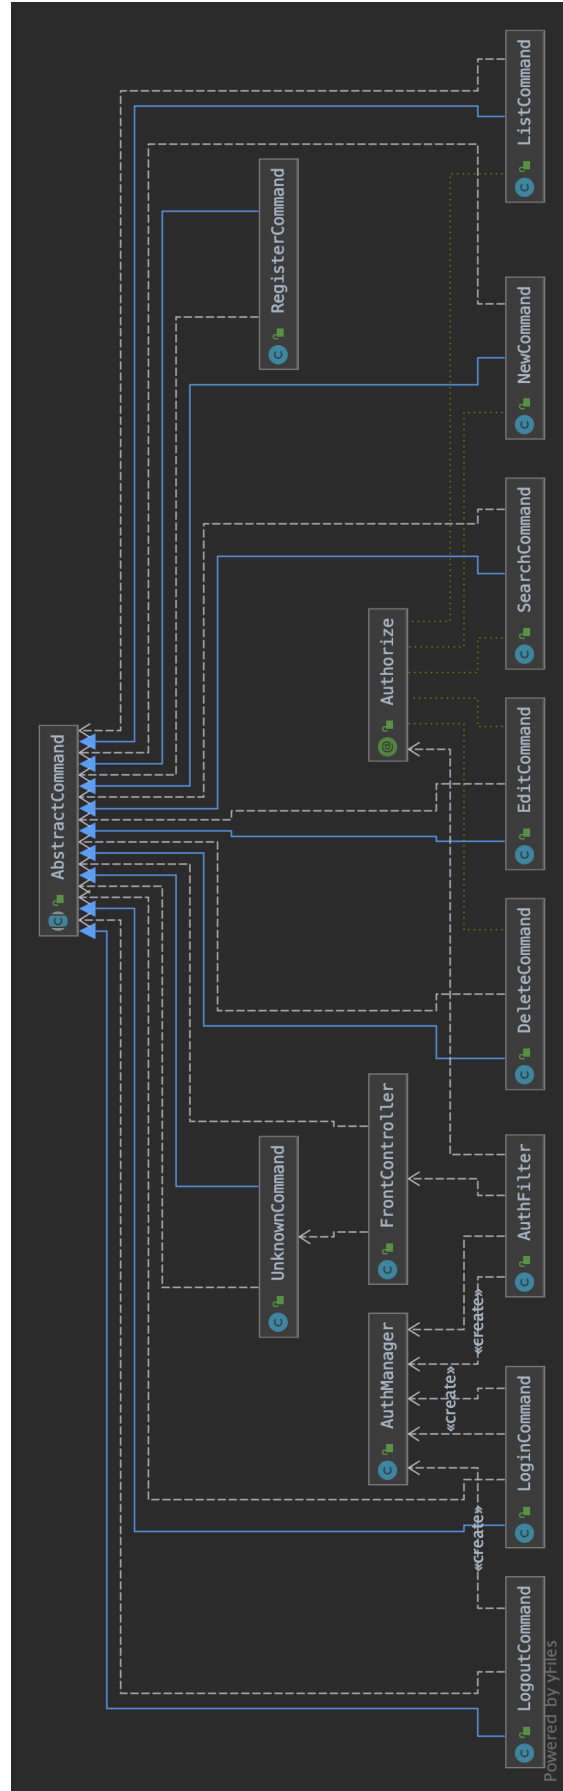 AbstractCommand
RegisterCommand
UnknownCommand
Authorize
FrontController
AuthManager
ListCommand
NewCommand
SearchCommand
EditCommand
DeleteCommand
AuthFilter
LoginCommand
LogoutCommand
«create»
«create»
«create»
Powered by yFiles